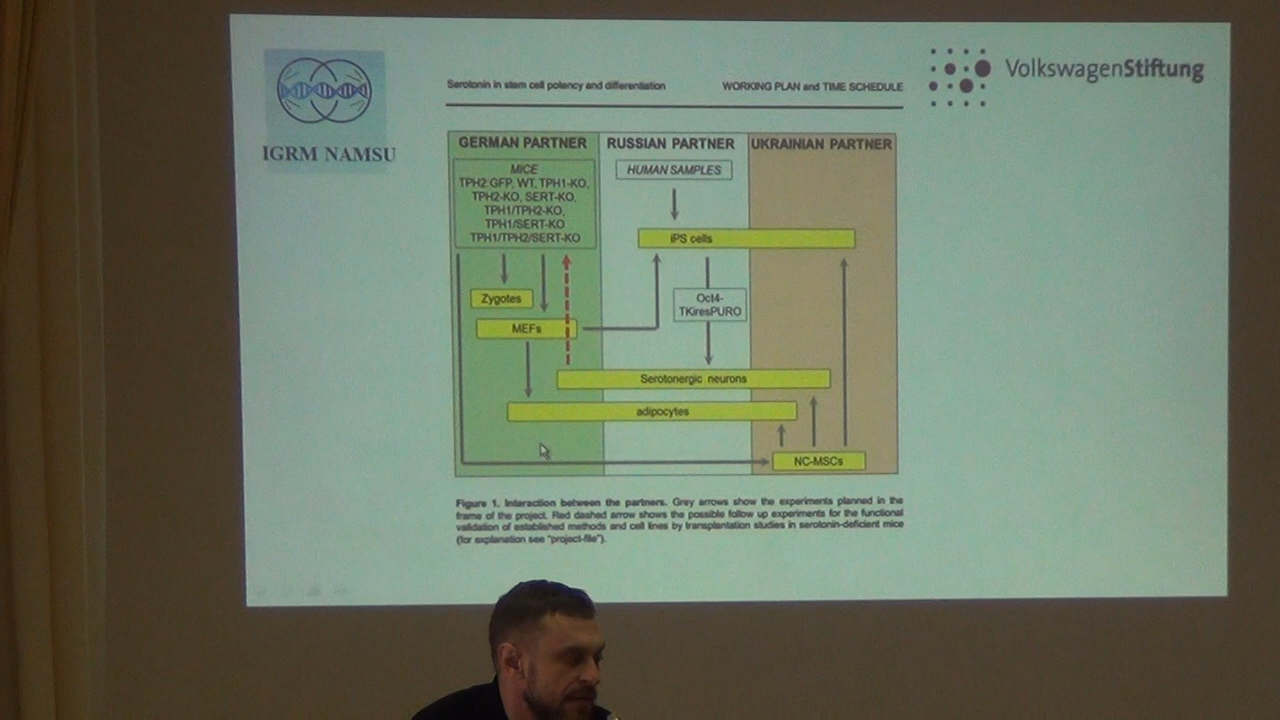 IGRM NAMSU
VolkswagenStiftung
Serotonin in stem cell potency and differentiation
WORKING PLAN and TIME SCHEDULE
GERMAN PARTNER
RUSSIAN PARTNER
UKRAINIAN PARTNER
MICE
TPH2:GFP, WT, TPH1-KO,
TPH2-KO, SERT-KO,
TPH1/TPH2-KO,
TPH1/SERT-KO
TPH1/TPH2/SERT-KO
HUMAN SAMPLES
iPS cells
Zygotes
Oct4-
TKiresPURO
MEFs
Serotonergic neurons
adipocytes
NC-MSCs
Figure 1. Interaction between the partners. Grey arrows show the experiments planned in the
frame of the project. Red dashed arrow shows the possible follow up experiments for the functional
validation of established methods and cell lines by transplantation studies in serotonin-deficient mice
(for explanation see "project-file").